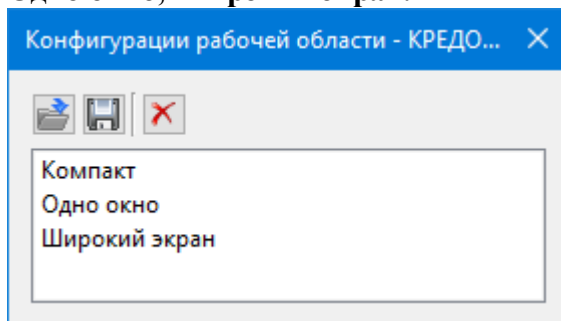 Конфигурации рабочей области - КРЕДО...
Компакт
Одно окно
Широкий экран